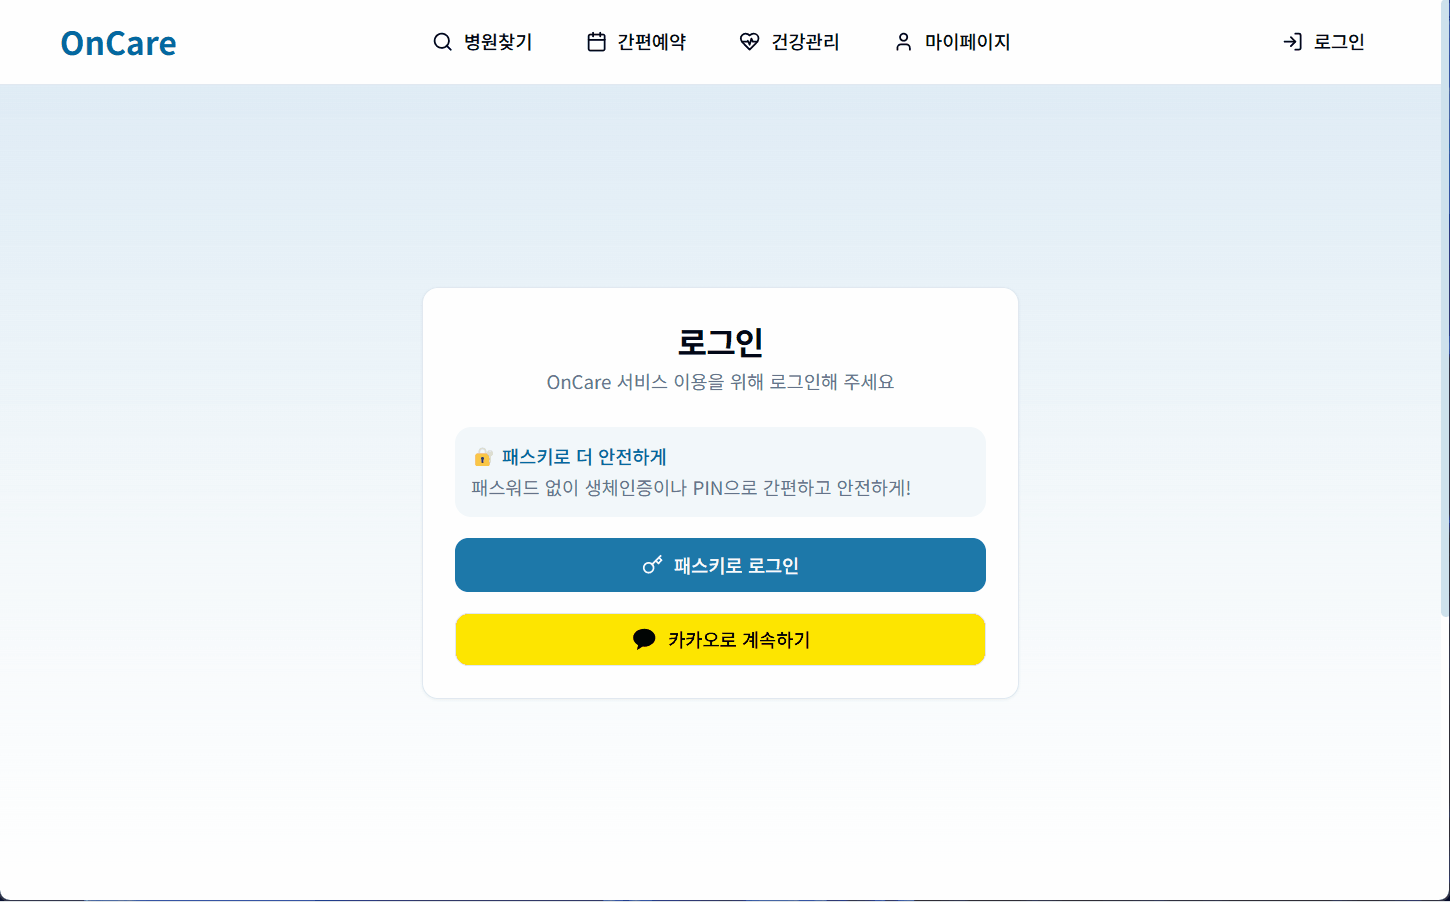 OnCare
병원찾기
간편예약
건강관리
마이페이지
로그인
로그인
OnCare 서비스 이용을 위해 로그인해 주세요
패스키로 더 안전하게
패스워드 없이 생체인증이나 PIN으로 간편하고 안전하게!
패스키로 로그인
카카오로 계속하기